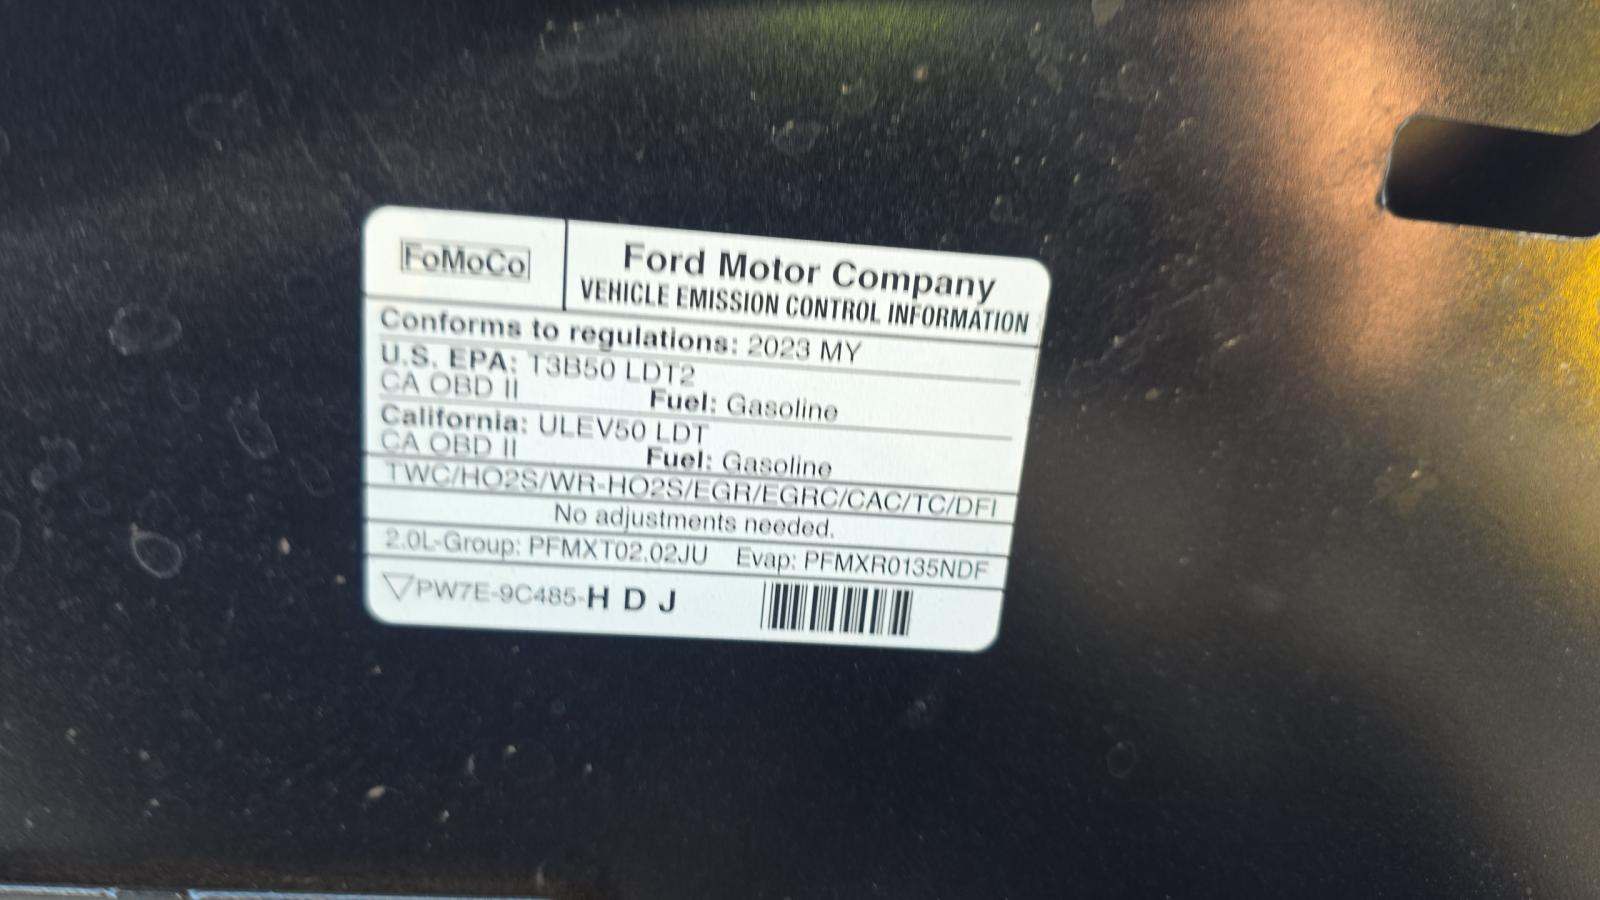 FoMoCo
Ford Motor Company
VEHICLE EMISSION CONTROL INFORMATION
Conforms to regulations: 2023 MY
U.S. EPA: T3B50 LDT2
CA OBD II Fuel: Gasoline
California: ULEV50 LDT
CA OBD II Fuel: Gasoline
TWC/HO2S/WR-HO2S/EGR/EGRC/CAC/TC/DFI
No adjustments needed.
2.0L-Group: PFMXT02.02JU Evap: PFMXR0135NDF
PW7E-9C485-H D J